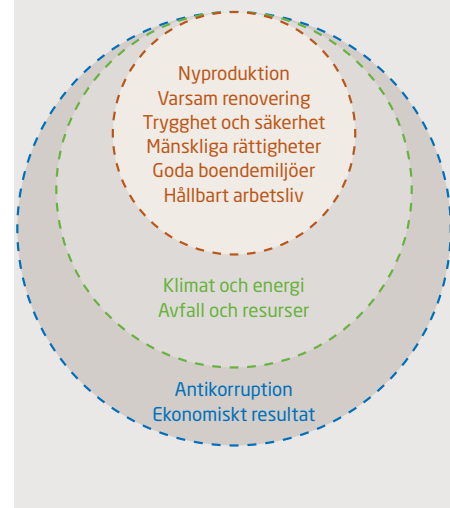 Nyproduktion
Varsam renovering
Trygghet och säkerhet
Mänskliga rättigheter
Goda boendemiljöer
Hållbart arbetsliv
Klimat och energi
Avfall och resurser
Antikorruption
Ekonomiskt resultat